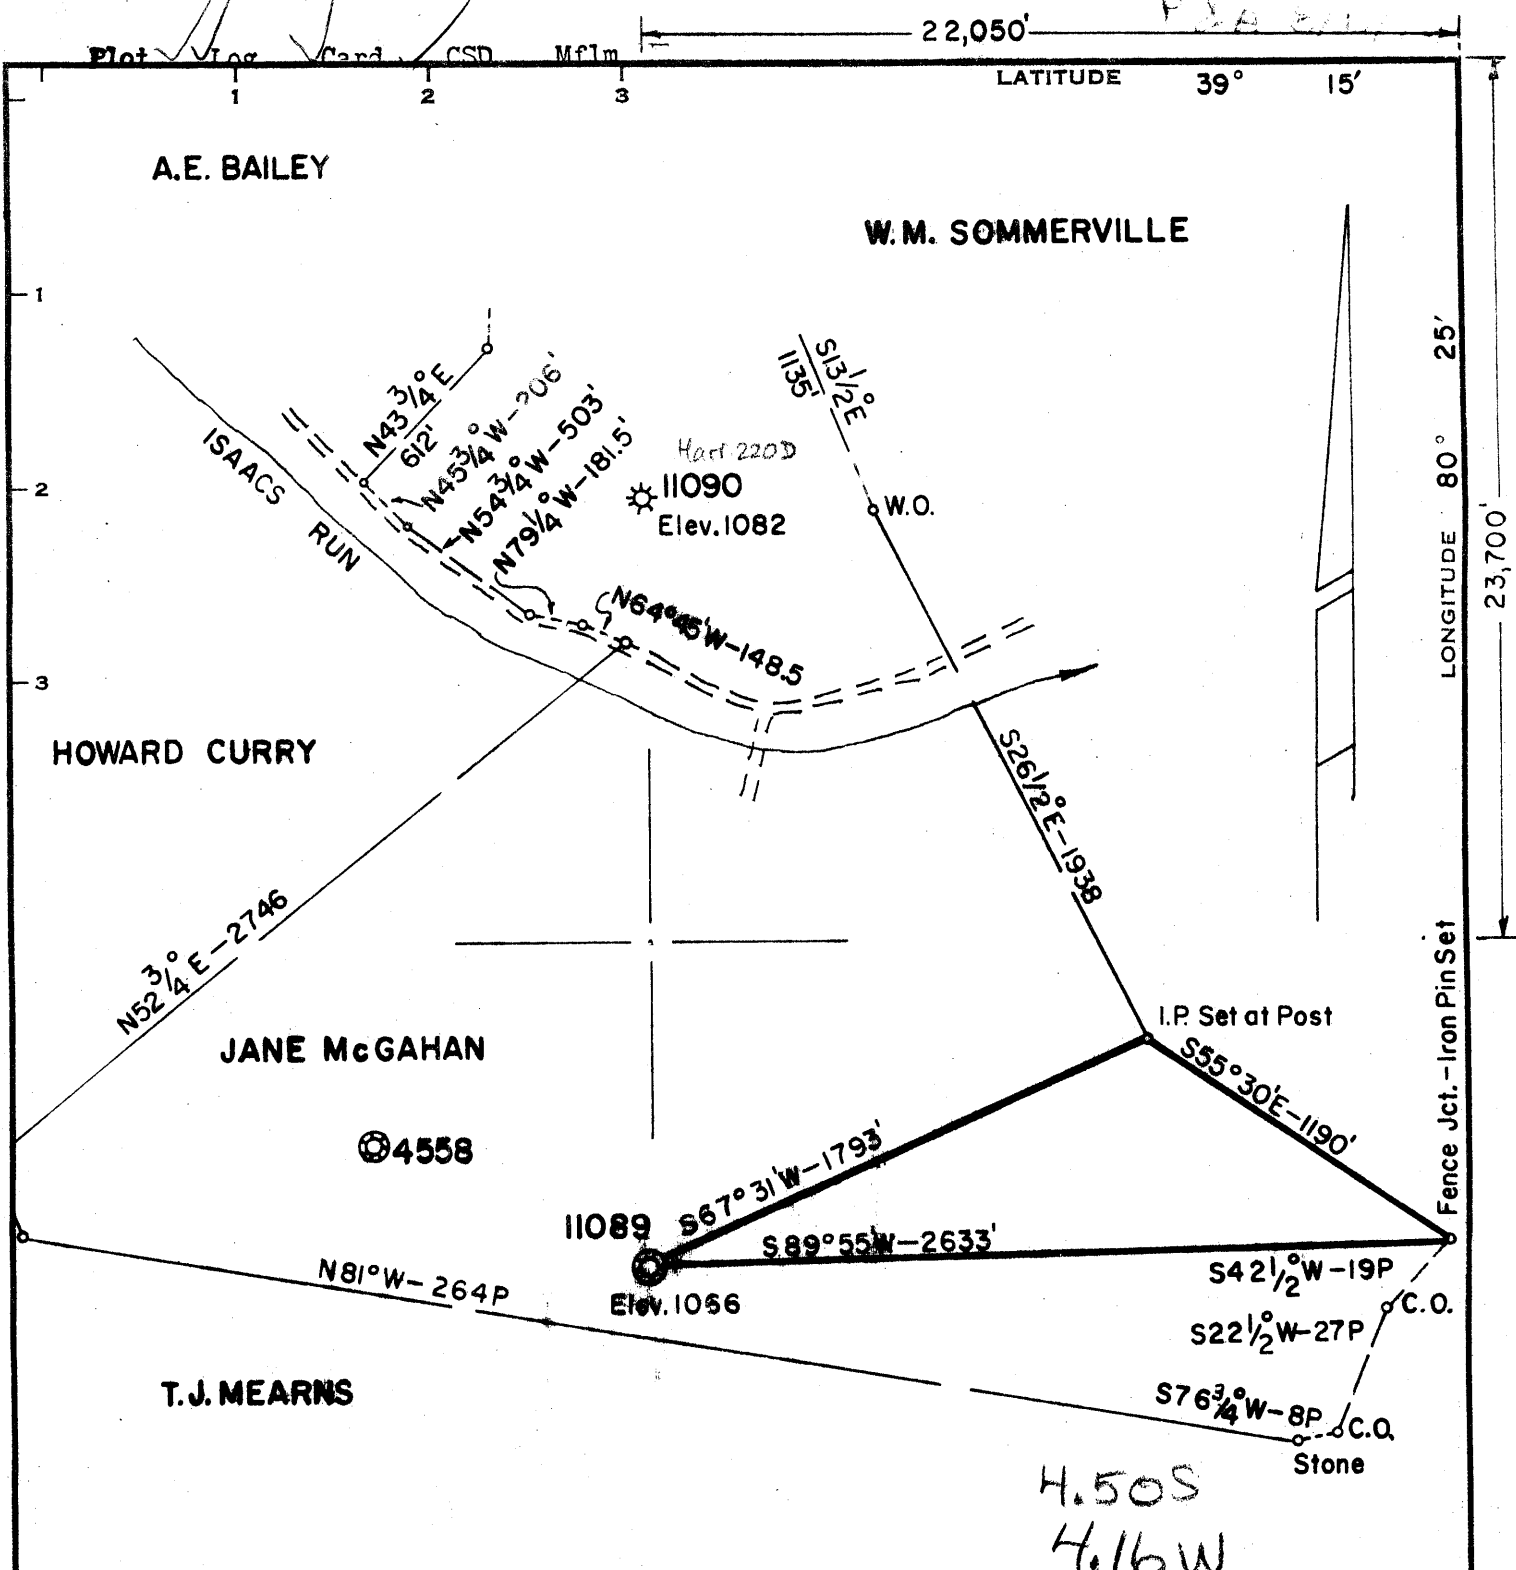 22,050'
Plot Log Card CSD Mflm
LATITUDE 39° 15'
1 2 3
A.E. BAILEY
W.M. SOMMERVILLE
1
2
3
LONGITUDE 80° 25'
23,700'
S13 1/2° E
1135'
N43 3/4° E
612'
N45 3/4° W-206'
N54 3/4° W-503'
N79 1/4° W-181.5'
N64°45'W-148.5
ISAACS RUN
220D
11090
Elev.1082
W.O.
HOWARD CURRY
S26 1/2° E-1938
N52 3/4° E-2746
JANE McGAHAN
4558
I.P. Set at Post
S55°30'E-1190'
Fence Jct.-Iron Pin Set
S67°31'W-1793'
11089
S89°55'W-2633'
Elev.1066
N81°W-264P
S42 1/2° W-19P
C.O.
S22 1/2° W-27P
S76 3/4° W-8P
C.O.
Stone
T.J. MEARNS
4.50S
4.16W